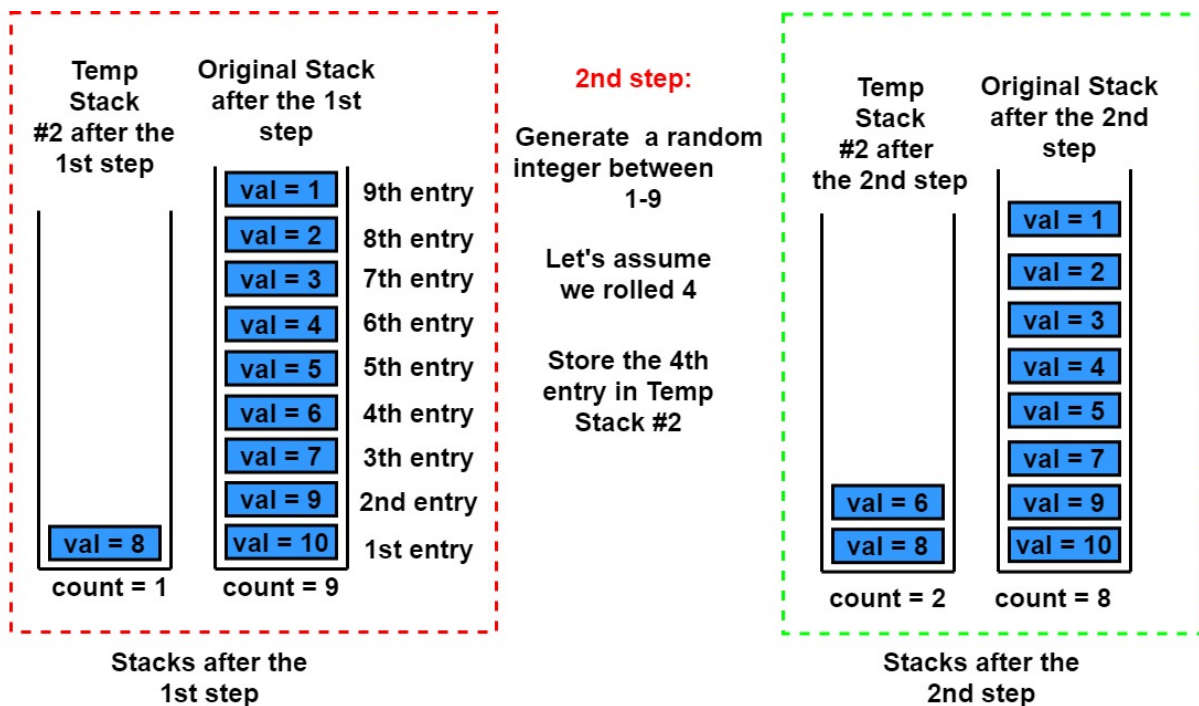 Temp
Stack
#2 after the
1st step
Original Stack
after the 1st
step
val = 1
9th entry
val = 2
8th entry
val = 3
7th entry
val = 4
6th entry
val = 5
5th entry
val = 6
4th entry
val = 7
3th entry
val = 9
2nd entry
val = 8
val = 10
1st entry
count = 1
count = 9
Stacks after the
1st step
2nd step:
Generate a random
integer between
1-9
Let's assume
we rolled 4
Store the 4th
entry in Temp
Stack #2
Temp
Stack
#2 after
the 2nd step
Original Stack
after the 2nd
step
val = 1
val = 2
val = 3
val = 4
val = 5
val = 7
val = 6
val = 9
val = 8
val = 10
count = 2
count = 8
Stacks after the
2nd step